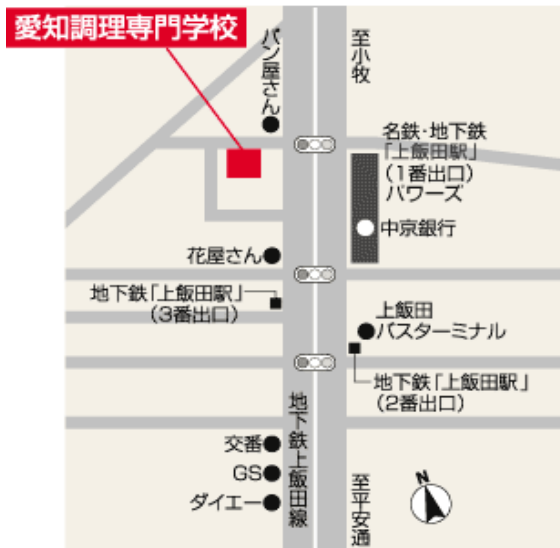 愛知調理専門学校
パン屋さん
至小牧
名鉄・地下鉄
「上飯田駅」
(1番出口)
パワーズ
中京銀行
花屋さん
地下鉄「上飯田駅」
(3番出口)
上飯田
バスターミナル
地下鉄「上飯田駅」
(2番出口)
地下鉄上飯田線
交番
GS
ダイエー
至平安通
N